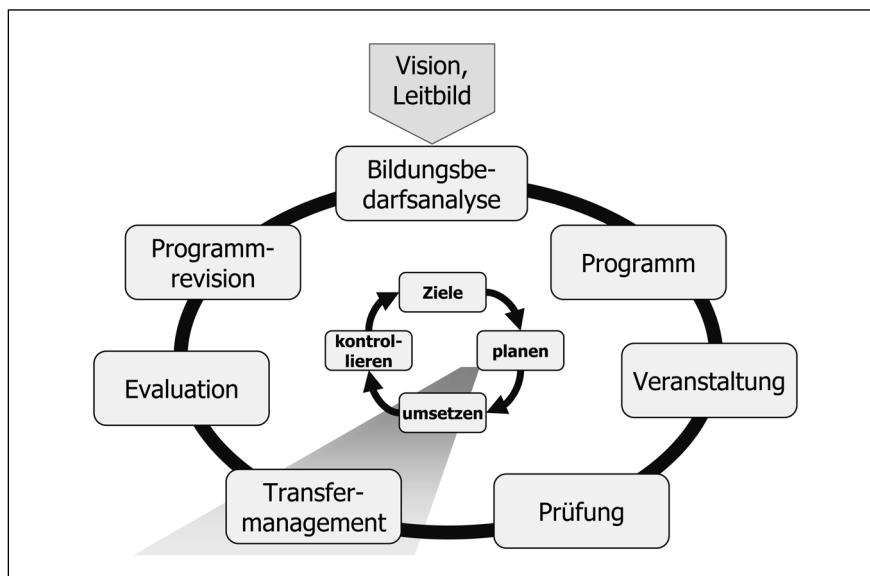 Vision,
Leitbild
Bildungsbe-
darfsanalyse
Programm
Veranstaltung
Prüfung
Transfer-
management
Evaluation
Programm-
revision
Ziele
planen
umsetzen
kontrol-
lieren